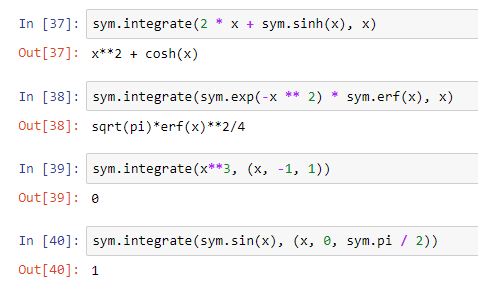 In [37]: sym.integrate(2 * x + sym.sinh(x), x)
Out[37]: x**2 + cosh(x)
In [38]: sym.integrate(sym.exp(-x ** 2) * sym.erf(x), x)
Out[38]: sqrt(pi)*erf(x)**2/4
In [39]: sym.integrate(x**3, (x, -1, 1))
Out[39]: 0
In [40]: sym.integrate(sym.sin(x), (x, 0, sym.pi / 2))
Out[40]: 1